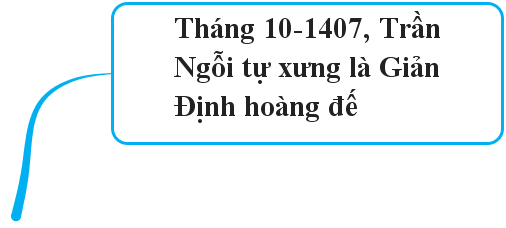 Tháng 10-1407, Trần
Ngỗi tự xưng là Giản
Định hoàng đế